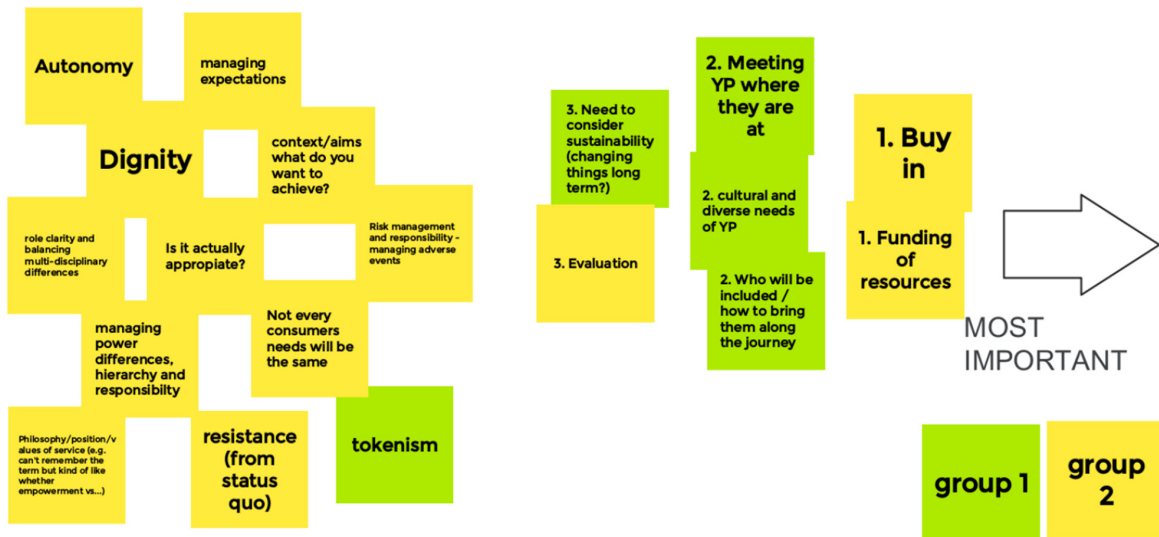 Autonomy
managing
expectations
Dignity
context/aims
what do you
want to
achieve?
role clarity and
balancing
multi-disciplinary
differences
Is it actually
appropiate?
Risk management
and responsibility -
managing adverse
events
managing
power
differences,
hierarchy and
responsibilty
Not every
consumers
needs will be
the same
Philosophy/position/v
alues of service (e.g.
can't remember the
term but kind of like
whether
empowerment vs...)
resistance
(from
status
quo)
tokenism
3. Need to
consider
sustainability
(changing
things long
term?)
3. Evaluation
2. Meeting
YP where
they are
at
2. cultural and
diverse needs
of YP
2. Who will be
included /
how to bring
them along
the journey
1. Buy
in
1. Funding
of
resources
MOST
IMPORTANT
group 1
group
2